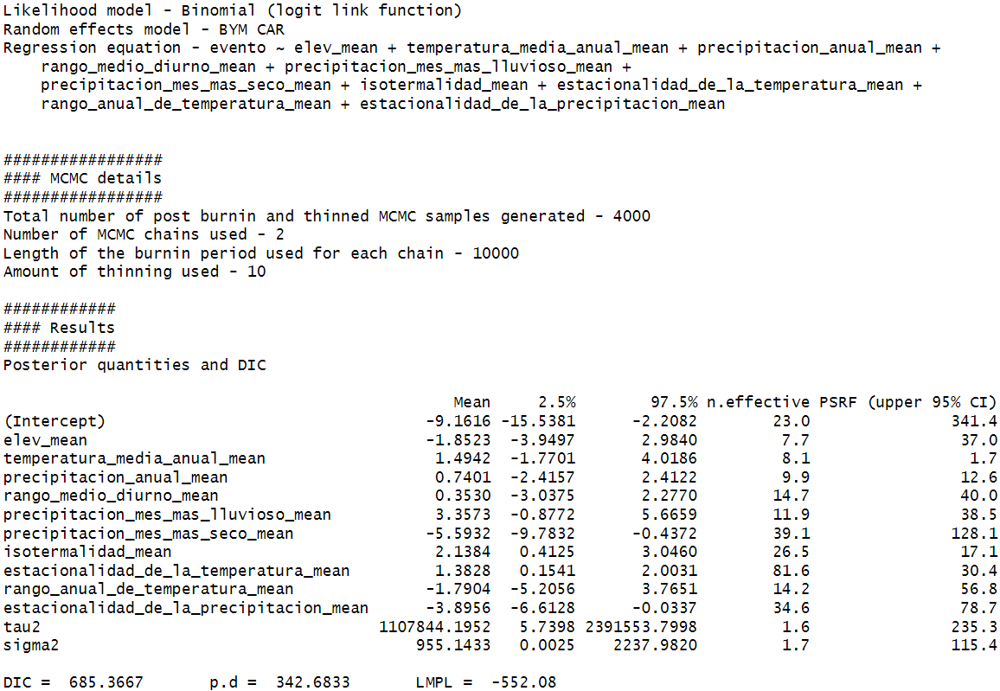 Likelihood model - Binomial (logit link function)
Random effects model - BYM CAR
Regression equation - evento ~ elev_mean + temperatura_media_anual_mean + precipitacion_anual_mean +
rango_medio_diurno_mean + precipitacion_mes_mas_lluvioso_mean +
precipitacion_mes_mas_seco_mean + isotermalidad_mean + estacionalidad_de_la_temperatura_mean +
rango_anual_de_temperatura_mean + estacionalidad_de_la_precipitacion_mean
#################
#### MCMC details
#################
Total number of post burnin and thinned MCMC samples generated - 4000
Number of MCMC chains used - 2
Length of the burnin period used for each chain - 10000
Amount of thinning used - 10
############
#### Results
############
Posterior quantities and DIC
Mean 2.5% 97.5% n.effective PSRF (upper 95% CI)
(Intercept) -9.1616 -15.5381 -2.2082 23.0 341.4
elev_mean -1.8523 -3.9497 2.9840 7.7 37.0
temperatura_media_anual_mean 1.4942 -1.7701 4.0186 8.1 1.7
precipitacion_anual_mean 0.7401 -2.4157 2.4122 9.9 12.6
rango_medio_diurno_mean 0.3530 -3.0375 2.2770 14.7 40.0
precipitacion_mes_mas_lluvioso_mean 3.3573 -0.8772 5.6659 11.9 38.5
precipitacion_mes_mas_seco_mean -5.5932 -9.7832 -0.4372 39.1 128.1
isotermalidad_mean 2.1384 0.4125 3.0460 26.5 17.1
estacionalidad_de_la_temperatura_mean 1.3828 0.1541 2.0031 81.6 30.4
rango_anual_de_temperatura_mean -1.7904 -5.2056 3.7651 14.2 56.8
estacionalidad_de_la_precipitacion_mean -3.8956 -6.6128 -0.0337 34.6 78.7
tau2 1107844.1952 5.7398 2391553.7998 1.6 235.3
sigma2 955.1433 0.0025 2237.9820 1.7 115.4
DIC = 685.3667 p.d = 342.6833 LMPL = -552.08